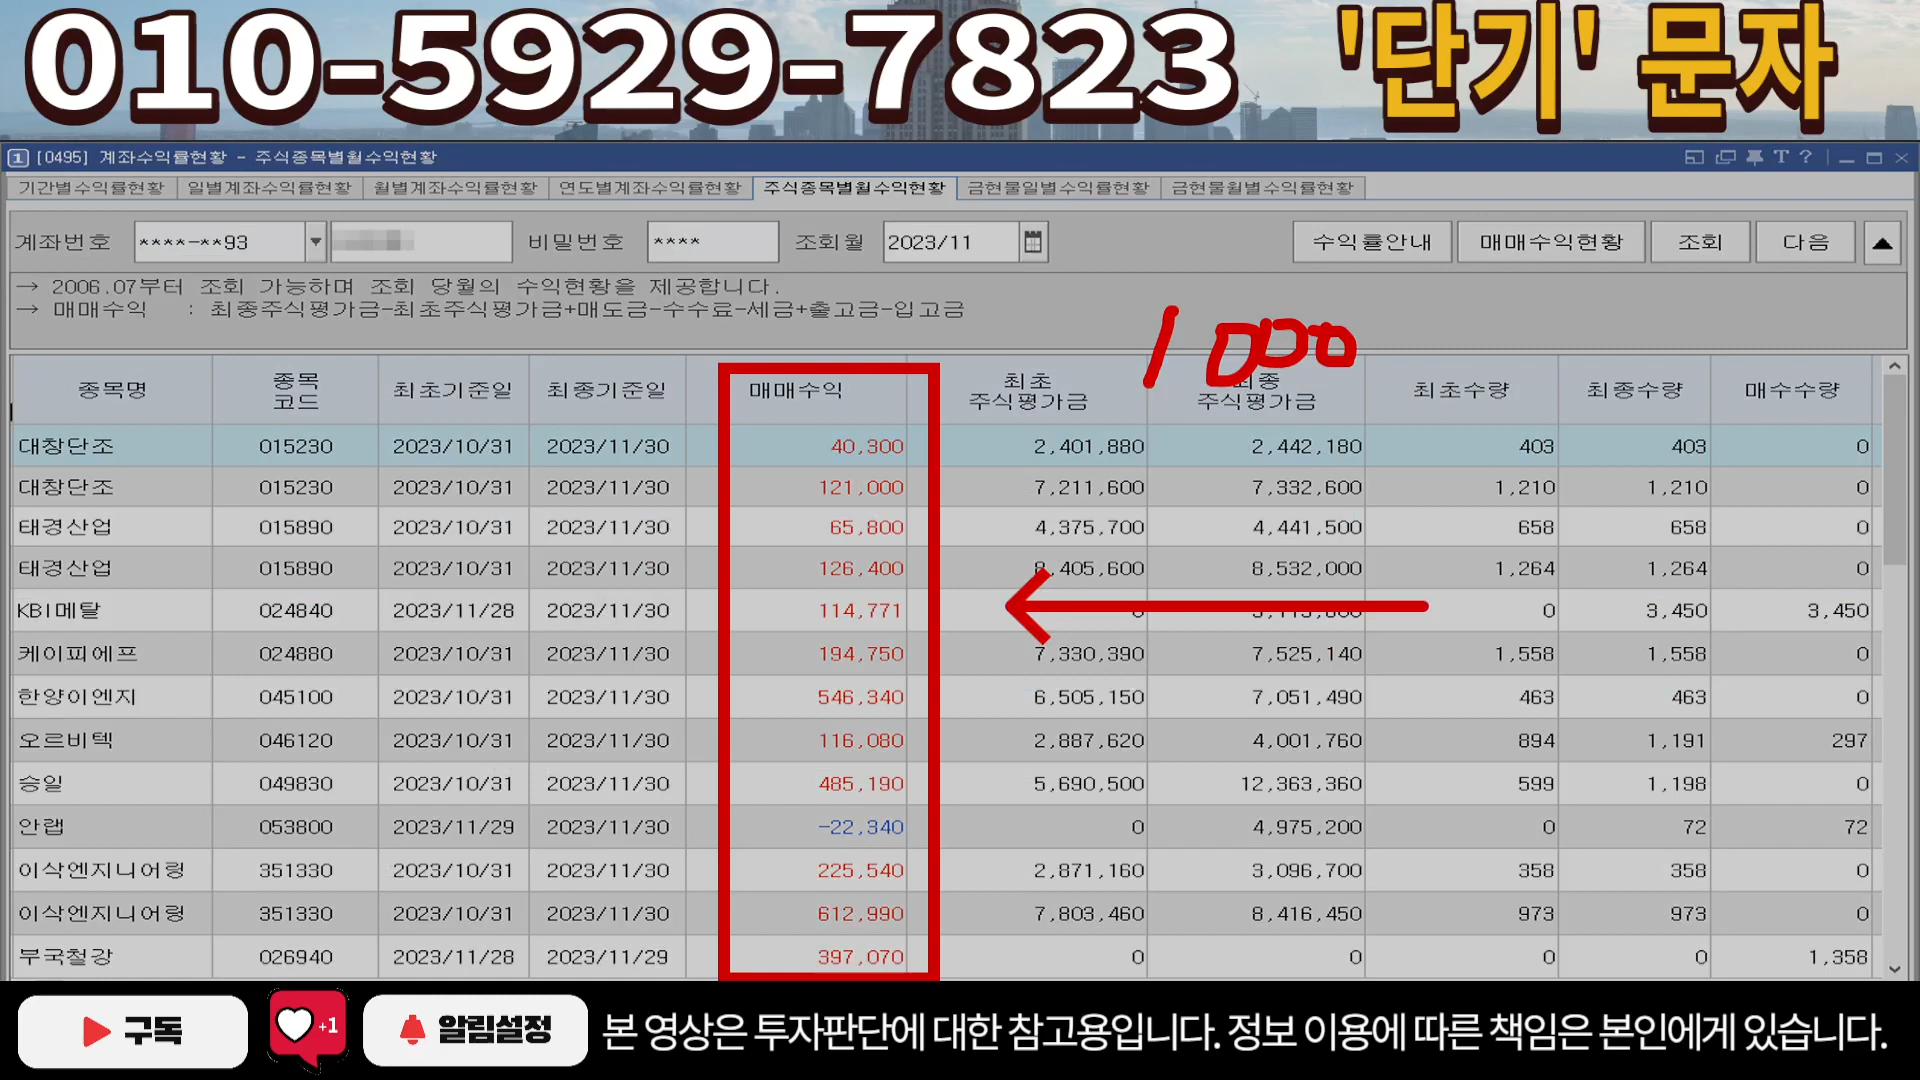 010-5929-7823 '단기' 문자
1 [0495] 계좌수익률현황 - 주식종목별월수익현황
기간별수익률현황 일별계좌수익률현황 월별계좌수익률현황 연도별계좌수익률현황 주식종목별월수익현황 금현물일별수익률현황 금현물월별수익률현황
계좌번호 ****-**93 비밀번호 **** 조회월 2023/11 수익률안내 매매수익현황 조회 다음
→ 2006.07부터 조회 가능하며 조회 당월의 수익현황을 제공합니다.
→ 매매수익 : 최종주식평가금-최초주식평가금+매도금-수수료-세금+출고금-입고금
1000
종목명 종목코드 최초기준일 최종기준일 매매수익 최초주식평가금 최종주식평가금 최초수량 최종수량 매수수량
대창단조 015230 2023/10/31 2023/11/30 40,300 2,401,880 2,442,180 403 403 0
대창단조 015230 2023/10/31 2023/11/30 121,000 7,211,600 7,332,600 1,210 1,210 0
태경산업 015890 2023/10/31 2023/11/30 65,800 4,375,700 4,441,500 658 658 0
태경산업 015890 2023/10/31 2023/11/30 126,400 8,405,600 8,532,000 1,264 1,264 0
KBI메탈 024840 2023/11/28 2023/11/30 114,771 0 0 3,450 3,450
케이피에프 024880 2023/10/31 2023/11/30 194,750 7,330,390 7,525,140 1,558 1,558 0
한양이엔지 045100 2023/10/31 2023/11/30 546,340 6,505,150 7,051,490 463 463 0
오르비텍 046120 2023/10/31 2023/11/30 116,080 2,887,620 4,001,760 894 1,191 297
승일 049830 2023/10/31 2023/11/30 485,190 5,690,500 12,363,360 599 1,198 0
안랩 053800 2023/11/29 2023/11/30 -22,340 0 4,975,200 0 72 72
이삭엔지니어링 351330 2023/10/31 2023/11/30 225,540 2,871,160 3,096,700 358 358 0
이삭엔지니어링 351330 2023/10/31 2023/11/30 612,990 7,803,460 8,416,450 973 973 0
부국철강 026940 2023/11/28 2023/11/29 397,070 0 0 0 0 1,358
구독 +1 알림설정 본 영상은 투자판단에 대한 참고용입니다. 정보 이용에 따른 책임은 본인에게 있습니다.